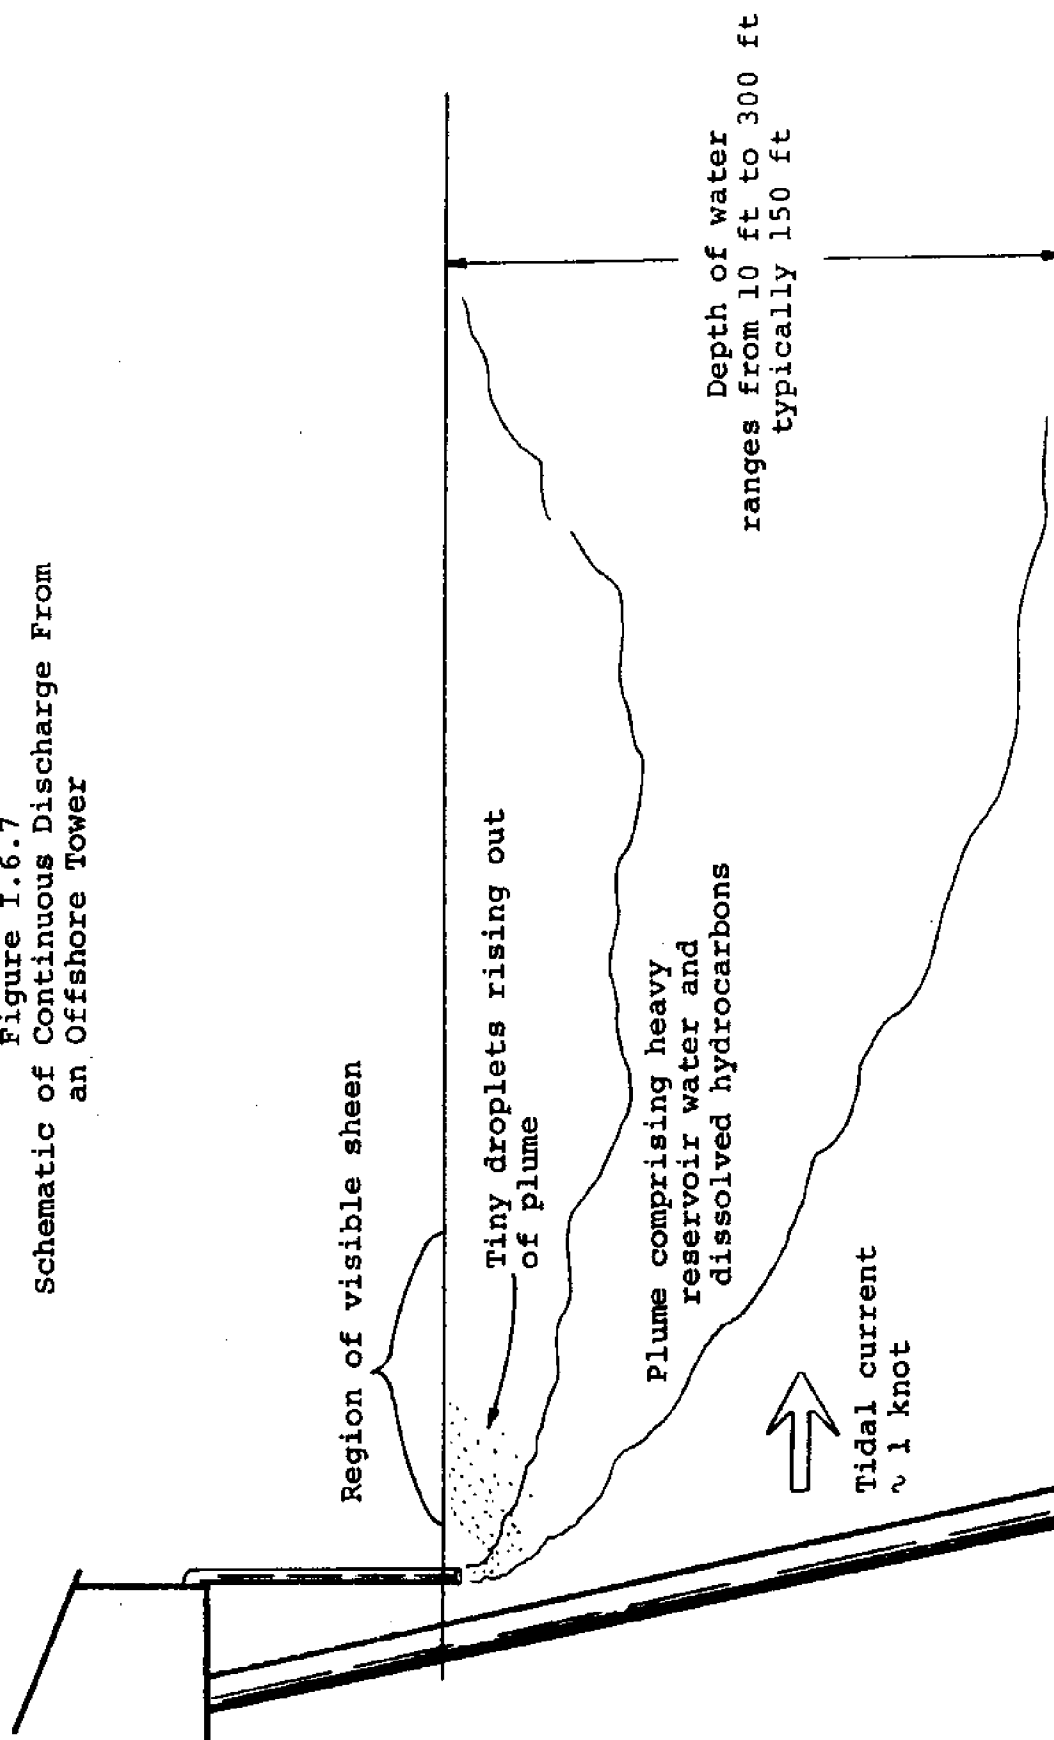 Figure I.6.7
Schematic of Continuous Discharge From
an Offshore Tower
Region of visible sheen
Tiny droplets rising out
of plume
Plume comprising heavy
reservoir water and
dissolved hydrocarbons
Tidal current
~ 1 knot
Depth of water
ranges from 10 ft to 300 ft
typically 150 ft